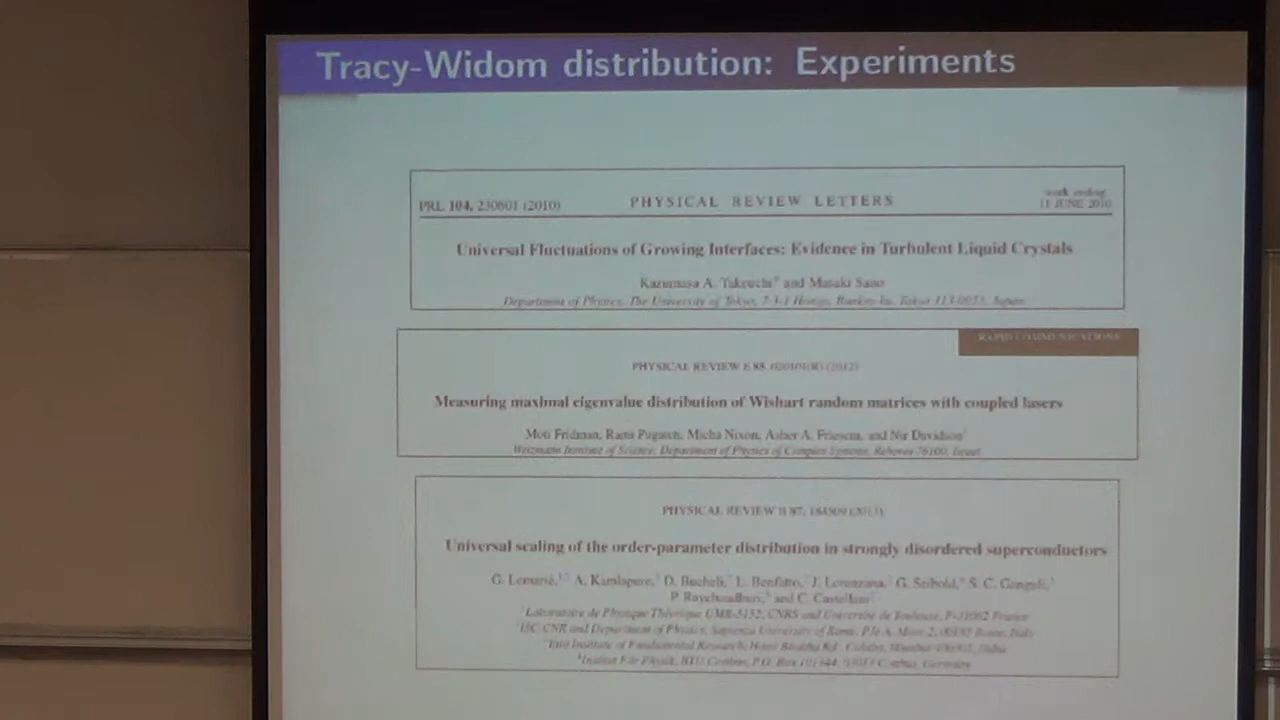 Tracy-Widom distribution: Experiments
PRL 104, 230601 (2010)
PHYSICAL REVIEW LETTERS
week ending
11 JUNE 2010
Universal Fluctuations of Growing Interfaces: Evidence in Turbulent Liquid Crystals
Kazumasa A. Takeuchi* and Masaki Sano
Department of Physics, The University of Tokyo, 7-3-1 Hongo, Bunkyo-ku, Tokyo 113-0033, Japan
RAPID COMMUNICATIONS
PHYSICAL REVIEW E 85, 020101(R) (2012)
Measuring maximal eigenvalue distribution of Wishart random matrices with coupled lasers
Moti Fridman, Rami Pugatch, Micha Nixon, Asher A. Friesem, and Nir Davidson
Weizmann Institute of Science, Department of Physics of Complex Systems, Rehovot 76100, Israel
PHYSICAL REVIEW B 87, 184509 (2013)
Universal scaling of the order-parameter distribution in strongly disordered superconductors
G. Lemarié, A. Kamlapure, D. Bucheli, L. Benfatto, J. Lorenzana, G. Seibold, S. C. Ganguli,
P. Raychaudhuri, and C. Castellani
Laboratoire de Physique Théorique UMR-5152, CNRS and Université de Toulouse, F-31062 France
ISC-CNR and Department of Physics, Sapienza University of Rome, P.le A. Moro 2, 00185 Rome, Italy
Tata Institute of Fundamental Research, Homi Bhabha Rd., Colaba, Mumbai India
Institut Für Physik, BTU Cottbus, P.O. Box 101344, 03013 Cottbus, Germany